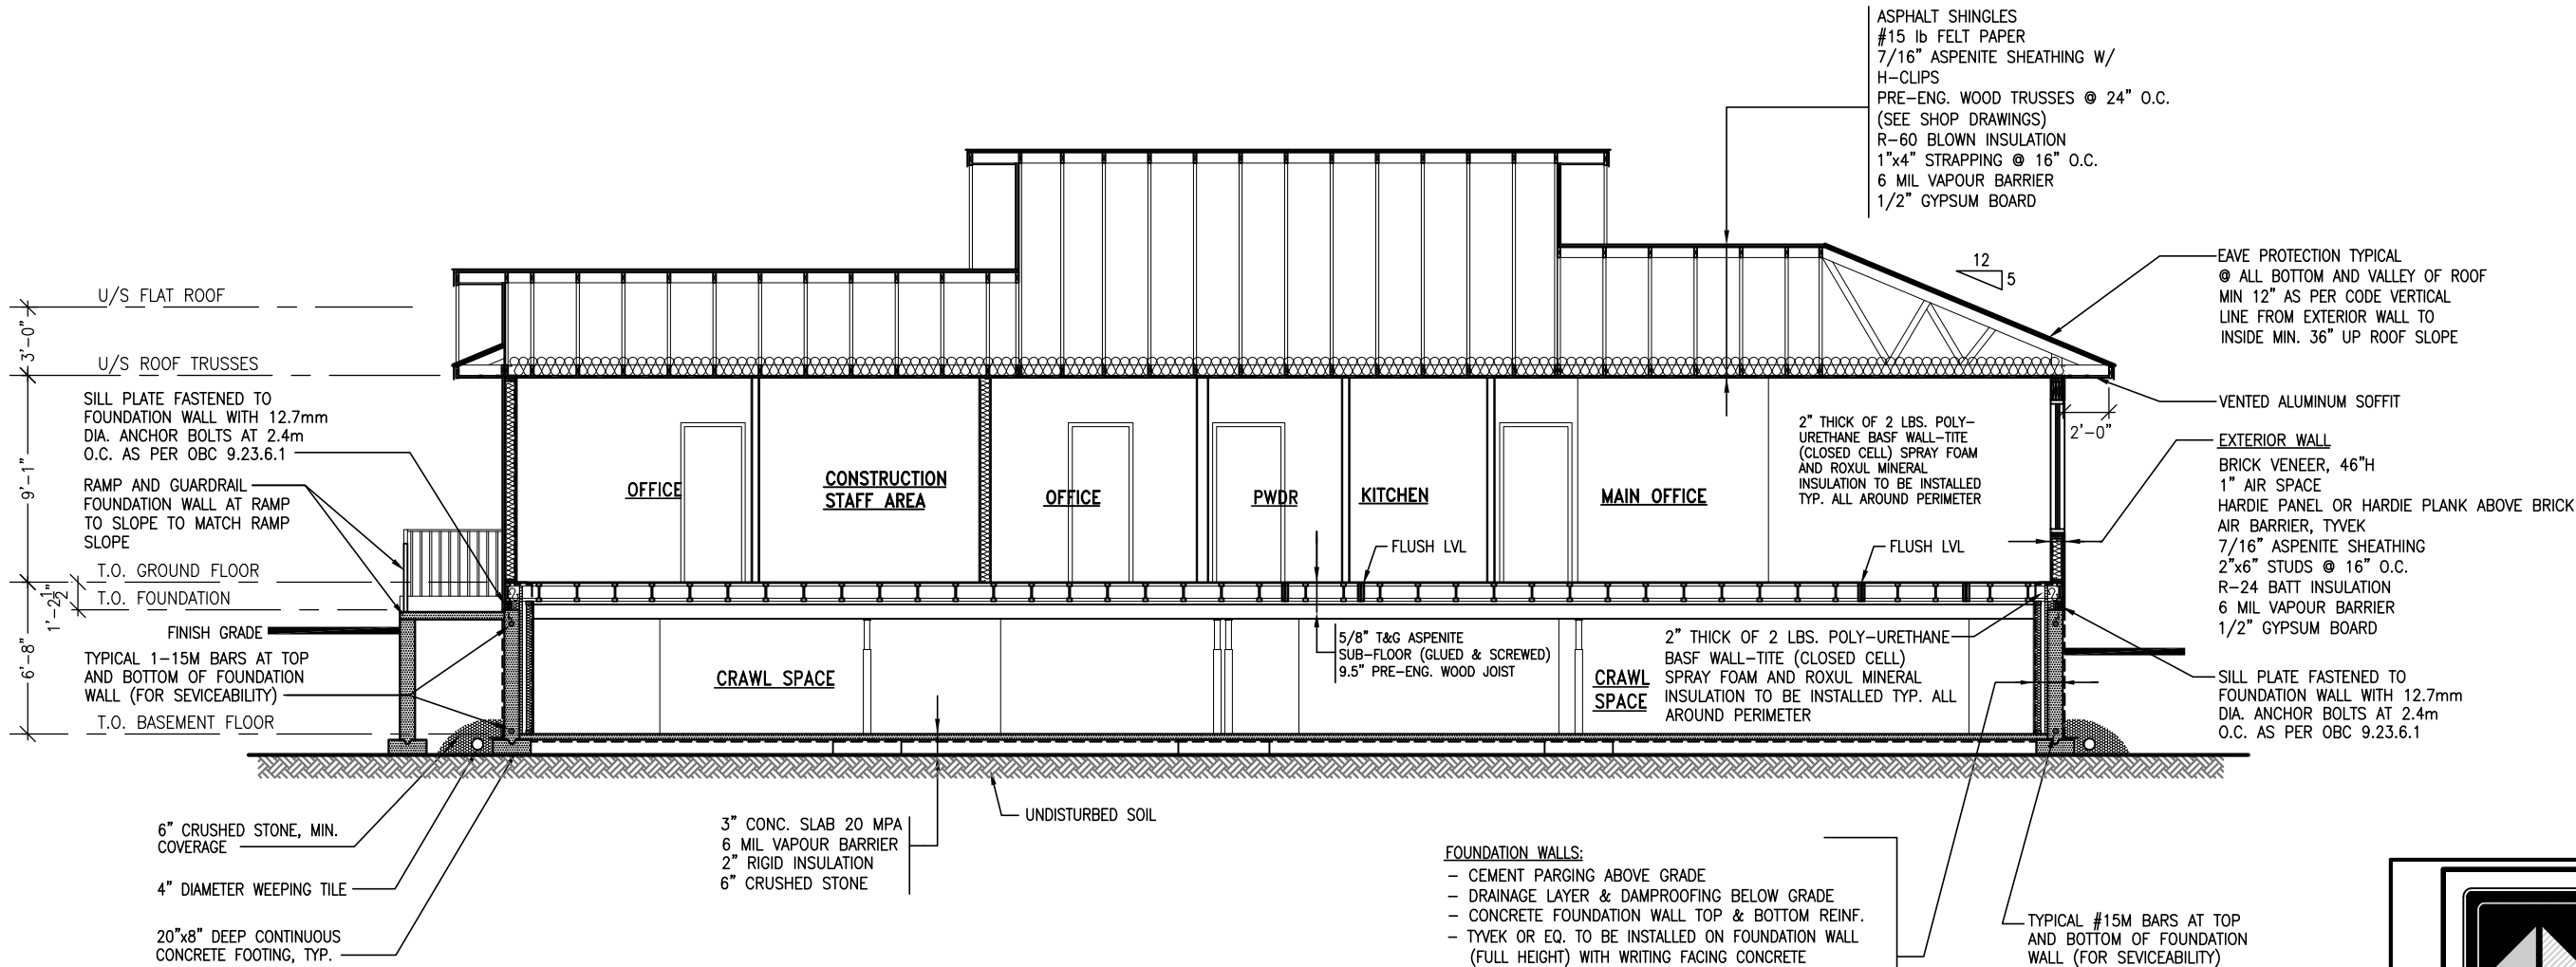 ASPHALT SHINGLES
#15 lb FELT PAPER
7/16" ASPENITE SHEATHING W/
H-CLIPS
PRE-ENG. WOOD TRUSSES @ 24" O.C.
(SEE SHOP DRAWINGS)
R-60 BLOWN INSULATION
1"x4" STRAPPING @ 16" O.C.
6 MIL VAPOUR BARRIER
1/2" GYPSUM BOARD
12
5
EAVE PROTECTION TYPICAL
@ ALL BOTTOM AND VALLEY OF ROOF
MIN 12" AS PER CODE VERTICAL
LINE FROM EXTERIOR WALL TO
INSIDE MIN. 36" UP ROOF SLOPE
U/S FLAT ROOF
3'-0"
U/S ROOF TRUSSES
9'-1"
SILL PLATE FASTENED TO
FOUNDATION WALL WITH 12.7mm
DIA. ANCHOR BOLTS AT 2.4m
O.C. AS PER OBC 9.23.6.1
RAMP AND GUARDRAIL
FOUNDATION WALL AT RAMP
TO SLOPE TO MATCH RAMP
SLOPE
T.O. GROUND FLOOR
1'-2 1/2"
T.O. FOUNDATION
6'-8"
FINISH GRADE
TYPICAL 1-15M BARS AT TOP
AND BOTTOM OF FOUNDATION
WALL (FOR SEVICEABILITY)
T.O. BASEMENT FLOOR
OFFICE
CONSTRUCTION
STAFF AREA
OFFICE
PWDR
KITCHEN
MAIN OFFICE
2" THICK OF 2 LBS. POLY-
URETHANE BASF WALL-TITE
(CLOSED CELL) SPRAY FOAM
AND ROXUL MINERAL
INSULATION TO BE INSTALLED
TYP. ALL AROUND PERIMETER
2'-0"
VENTED ALUMINUM SOFFIT
EXTERIOR WALL
BRICK VENEER, 46"H
1" AIR SPACE
HARDIE PANEL OR HARDIE PLANK ABOVE BRICK
AIR BARRIER, TYVEK
7/16" ASPENITE SHEATHING
2"x6" STUDS @ 16" O.C.
R-24 BATT INSULATION
6 MIL VAPOUR BARRIER
1/2" GYPSUM BOARD
FLUSH LVL
FLUSH LVL
CRAWL SPACE
5/8" T&G ASPENITE
SUB-FLOOR (GLUED & SCREWED)
9.5" PRE-ENG. WOOD JOIST
CRAWL
SPACE
2" THICK OF 2 LBS. POLY-URETHANE
BASF WALL-TITE (CLOSED CELL)
SPRAY FOAM AND ROXUL MINERAL
INSULATION TO BE INSTALLED TYP. ALL
AROUND PERIMETER
SILL PLATE FASTENED TO
FOUNDATION WALL WITH 12.7mm
DIA. ANCHOR BOLTS AT 2.4m
O.C. AS PER OBC 9.23.6.1
6" CRUSHED STONE, MIN.
COVERAGE
4" DIAMETER WEEPING TILE
20"x8" DEEP CONTINUOUS
CONCRETE FOOTING, TYP.
3" CONC. SLAB 20 MPA
6 MIL VAPOUR BARRIER
2" RIGID INSULATION
6" CRUSHED STONE
UNDISTURBED SOIL
FOUNDATION WALLS:
- CEMENT PARGING ABOVE GRADE
- DRAINAGE LAYER & DAMPROOFING BELOW GRADE
- CONCRETE FOUNDATION WALL TOP & BOTTOM REINF.
- TYVEK OR EQ. TO BE INSTALLED ON FOUNDATION WALL
(FULL HEIGHT) WITH WRITING FACING CONCRETE
TYPICAL #15M BARS AT TOP
AND BOTTOM OF FOUNDATION
WALL (FOR SEVICEABILITY)